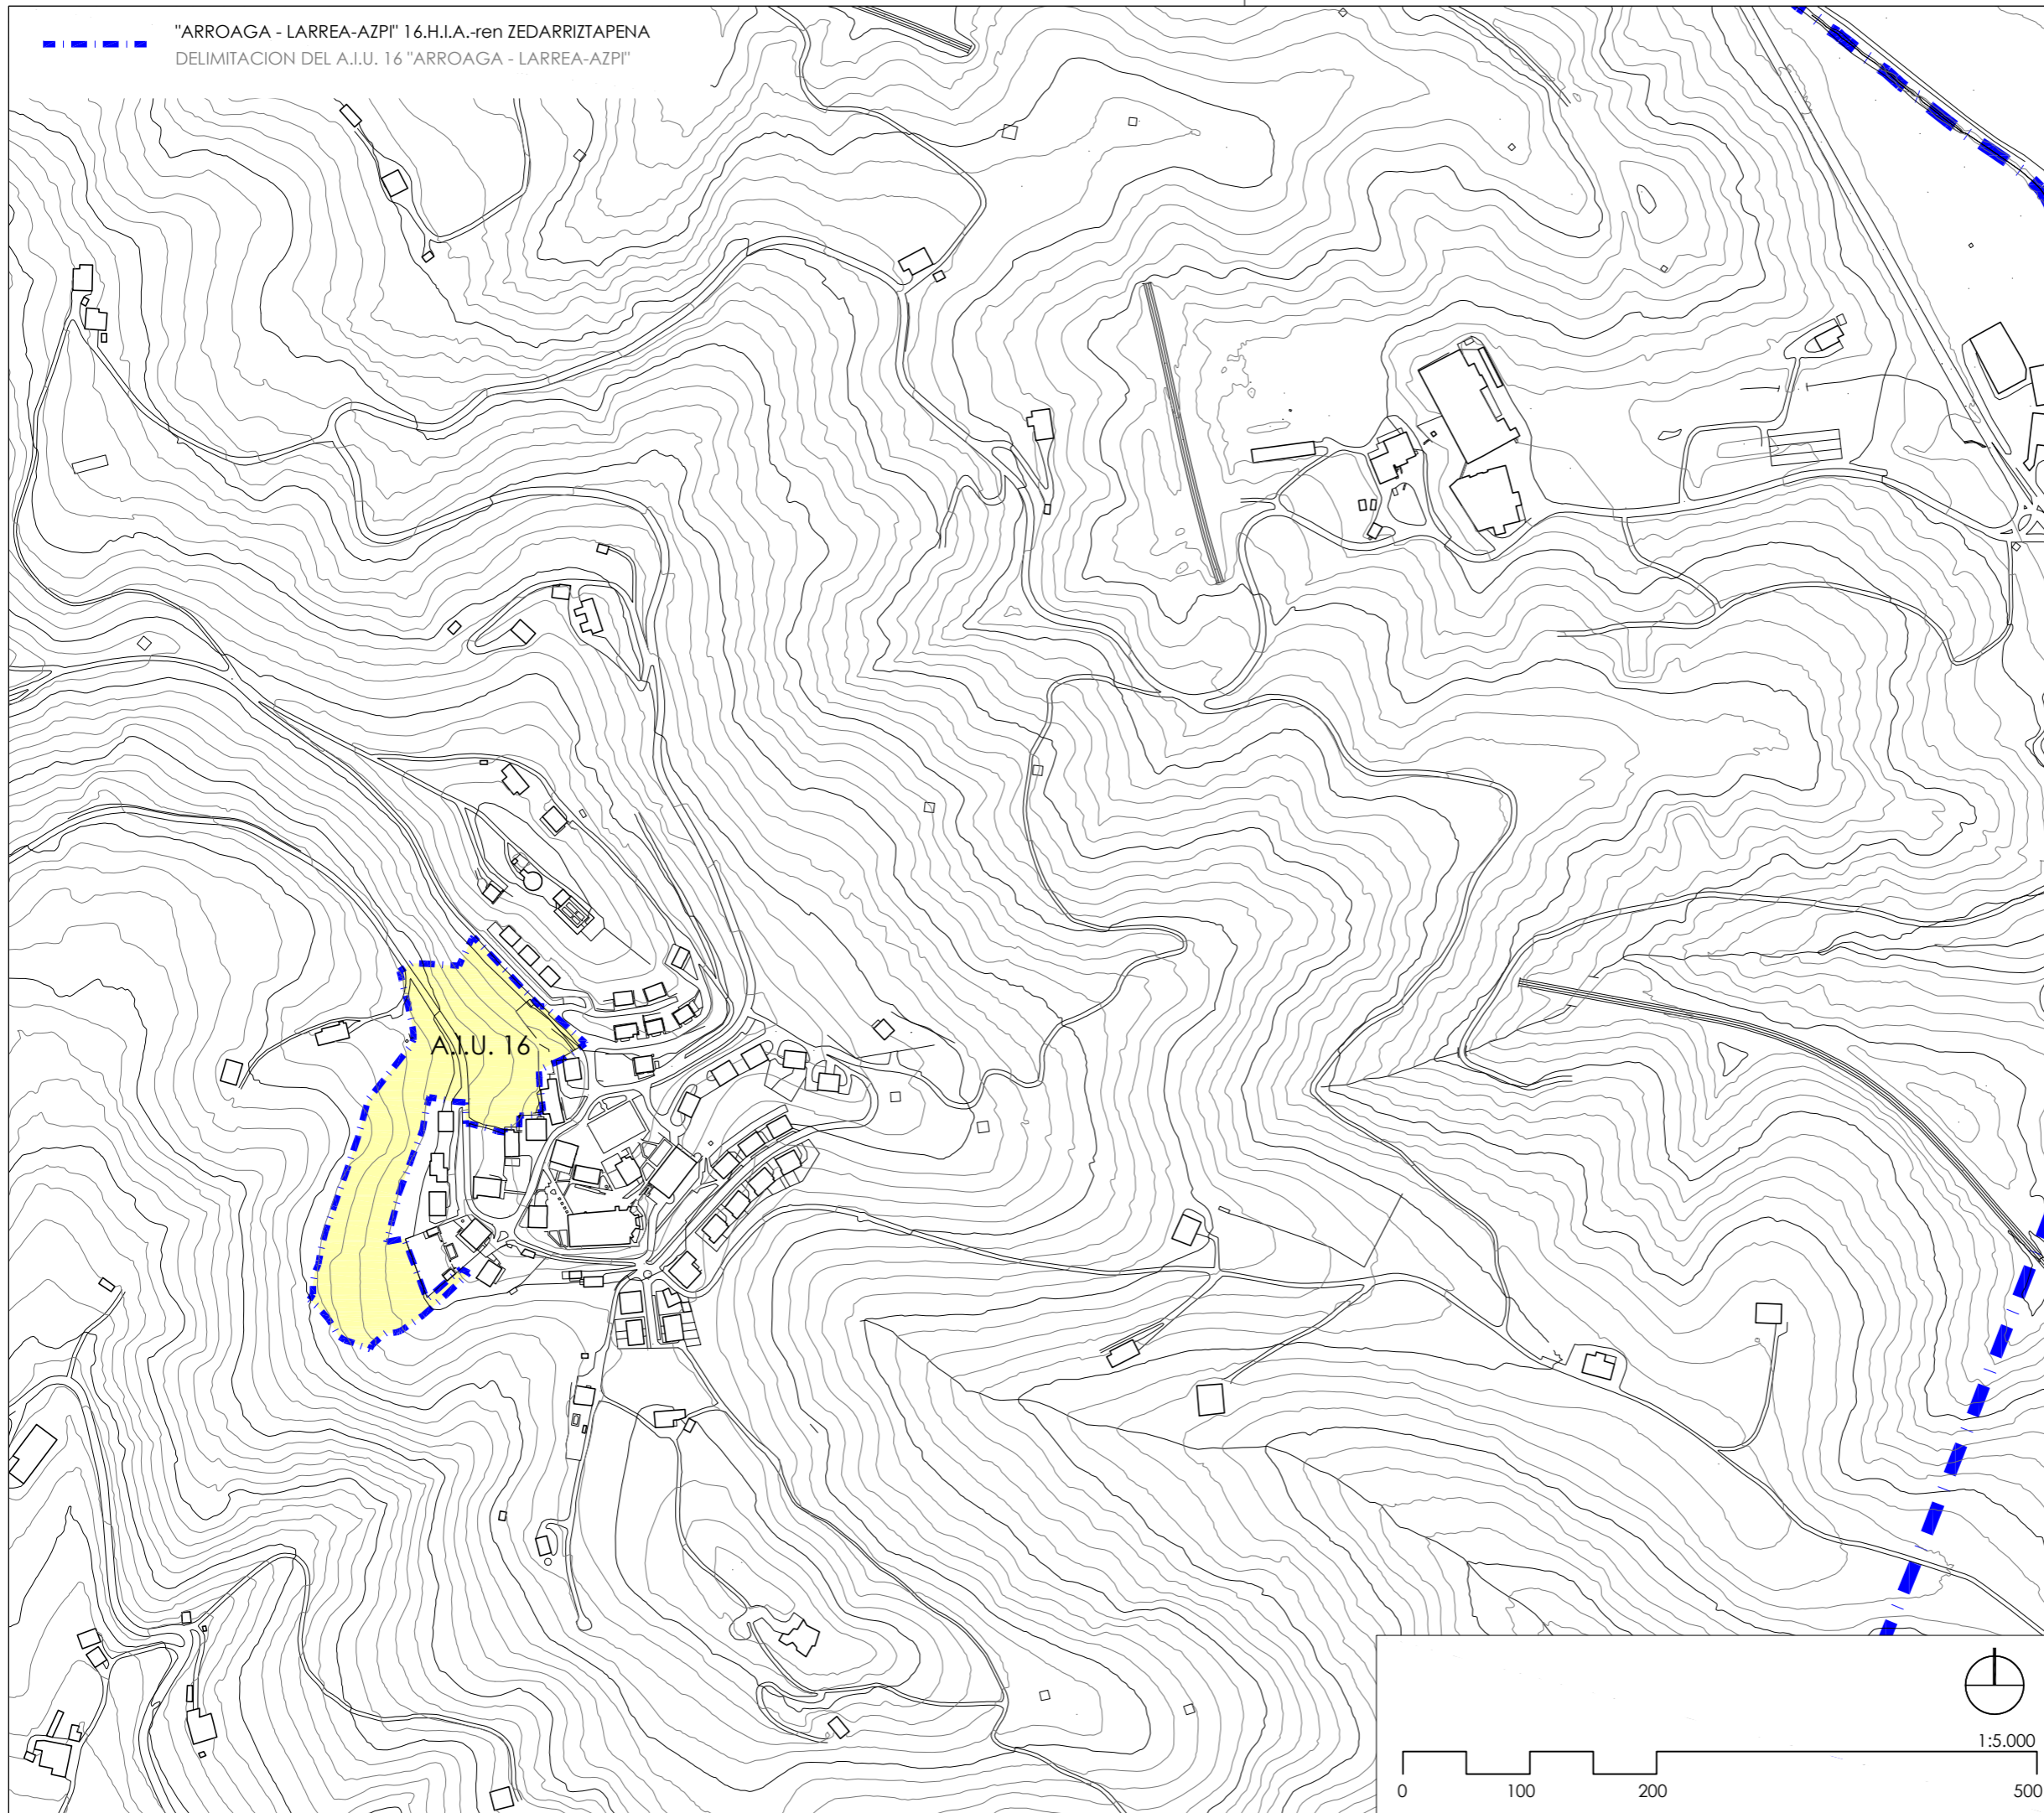 "ARROAGA - LARREA-AZPI" 16.H.I.A.-ren ZEDARRIZTAPENA
DELIMITACION DEL A.I.U. 16 "ARROAGA - LARREA-AZPI"
A.I.U. 16
1:5.000
0 100 200 500